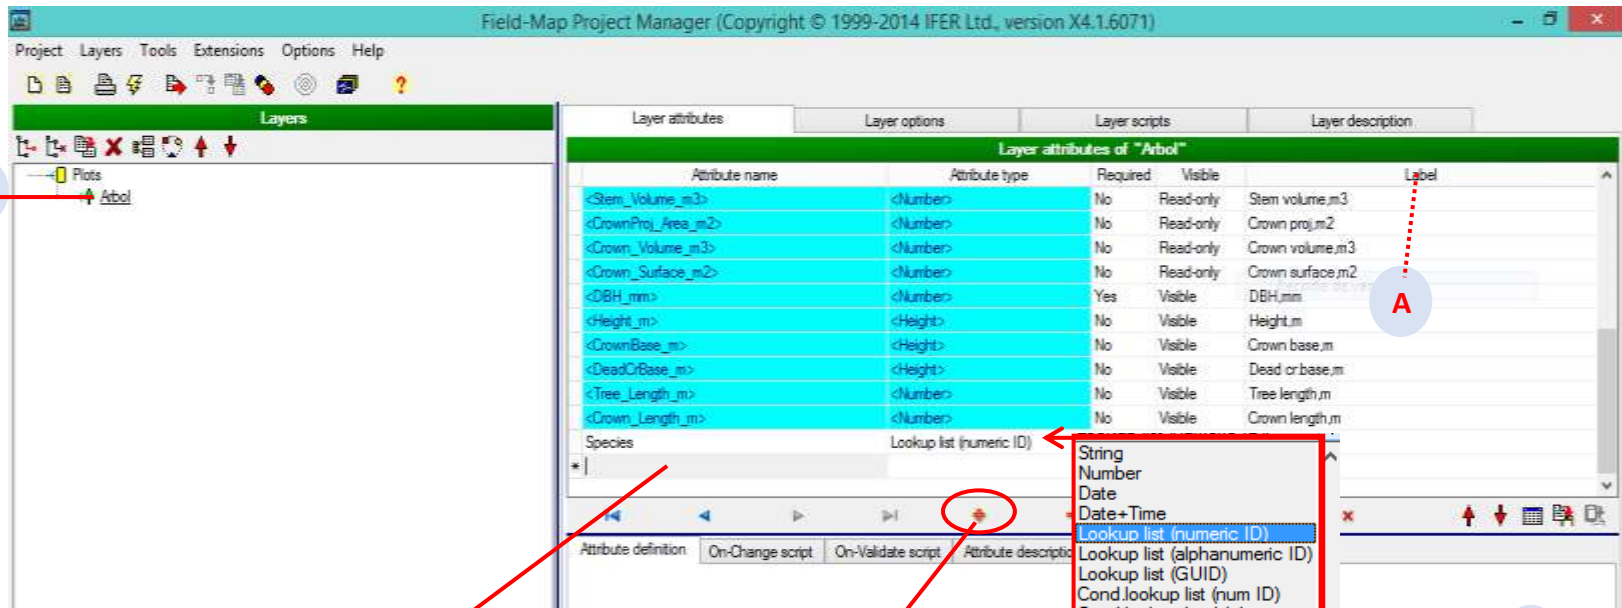 Field-Map Project Manager (Copyright © 1999-2014 IFER Ltd., version X4.1.6071)
Project Layers Tools Extensions Options Help
Layers
Plots
Arbol
Layer attributes Layer options Layer scripts Layer description
Layer attributes of "Arbol"
Attribute name Attribute type Required Visible Label
<Stem_Volume_m3> <Number> No Read-only Stem volume,m3
<CrownProj_Area_m2> <Number> No Read-only Crown proj,m2
<Crown_Volume_m3> <Number> No Read-only Crown volume,m3
<Crown_Surface_m2> <Number> No Read-only Crown surface,m2
<DBH_mm> <Number> Yes Visible DBH,mm
<Height_m> <Height> No Visible Height,m
<CrownBase_m> <Height> No Visible Crown base,m
<DeadCrBase_m> <Height> No Visible Dead cr.base,m
<Tree_Length_m> <Number> No Visible Tree length,m
<Crown_Length_m> <Number> No Visible Crown length,m
Species Lookup list (numeric ID)
*
A
String
Number
Date
Date+Time
Lookup list (numeric ID)
Lookup list (alphanumeric ID)
Lookup list (GUID)
Cond.lookup list (num ID)
Attribute definition On-Change script On-Validate script Attribute descriptio